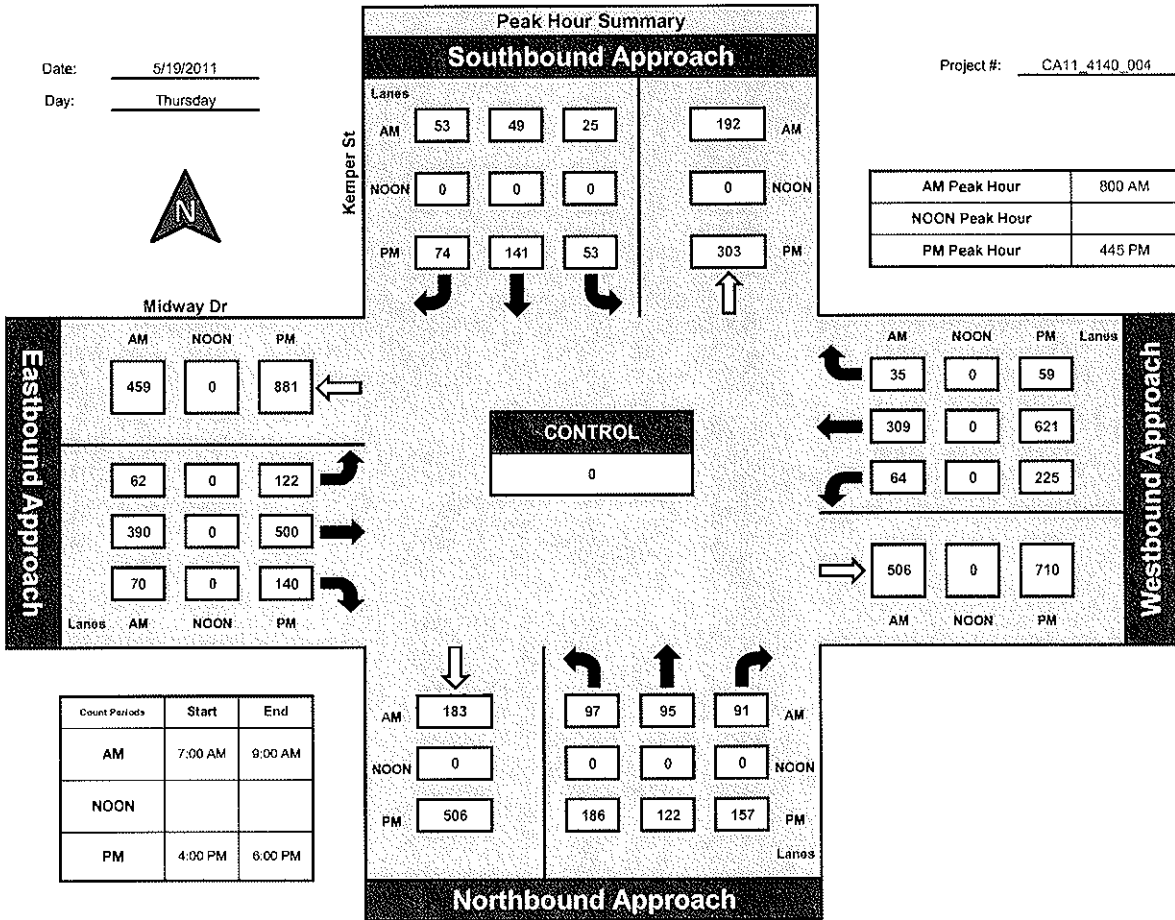 Peak Hour Summary
Southbound Approach
Date: 5/19/2011
Day: Thursday
Project #: CA11_4140_004
N
Kemper St
Lanes
AM 53 49 25 192 AM
NOON 0 0 0 0 NOON
PM 74 141 53 303 PM
AM Peak Hour 800 AM
NOON Peak Hour
PM Peak Hour 445 PM
Midway Dr
Eastbound Approach
AM NOON PM
459 0 881
62 0 122
390 0 500
70 0 140
Lanes AM NOON PM
CONTROL
0
AM NOON PM Lanes
35 0 59
309 0 621
64 0 225
506 0 710
AM NOON PM
Westbound Approach
Count Periods Start End
AM 7:00 AM 9:00 AM
NOON
PM 4:00 PM 6:00 PM
AM 183 97 95 91 AM
NOON 0 0 0 0 NOON
PM 506 186 122 157 PM
Lanes
Northbound Approach